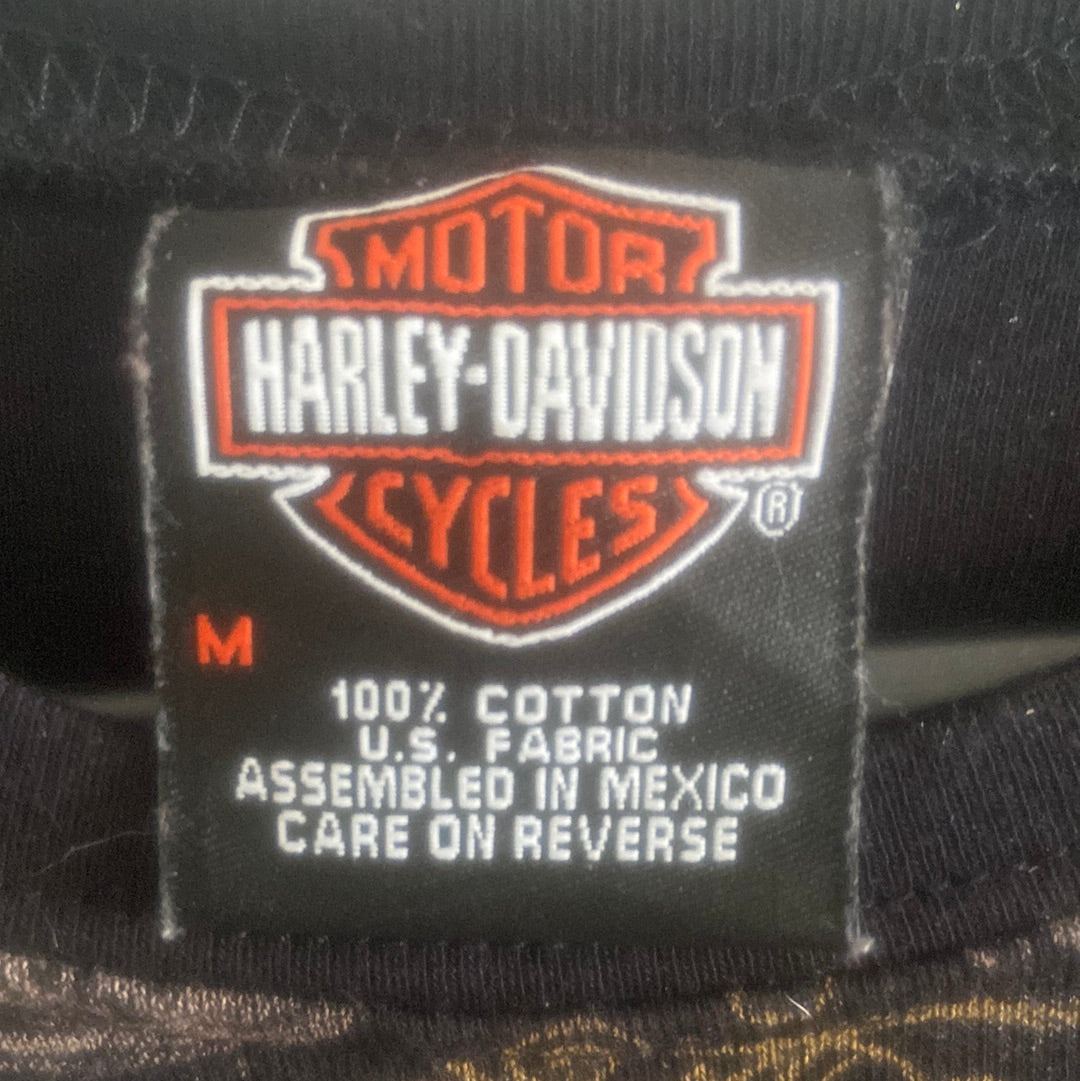 MOTOR
HARLEY-DAVIDSON
CYCLES
®
M
100% COTTON
U.S. FABRIC
ASSEMBLED IN MEXICO
CARE ON REVERSE